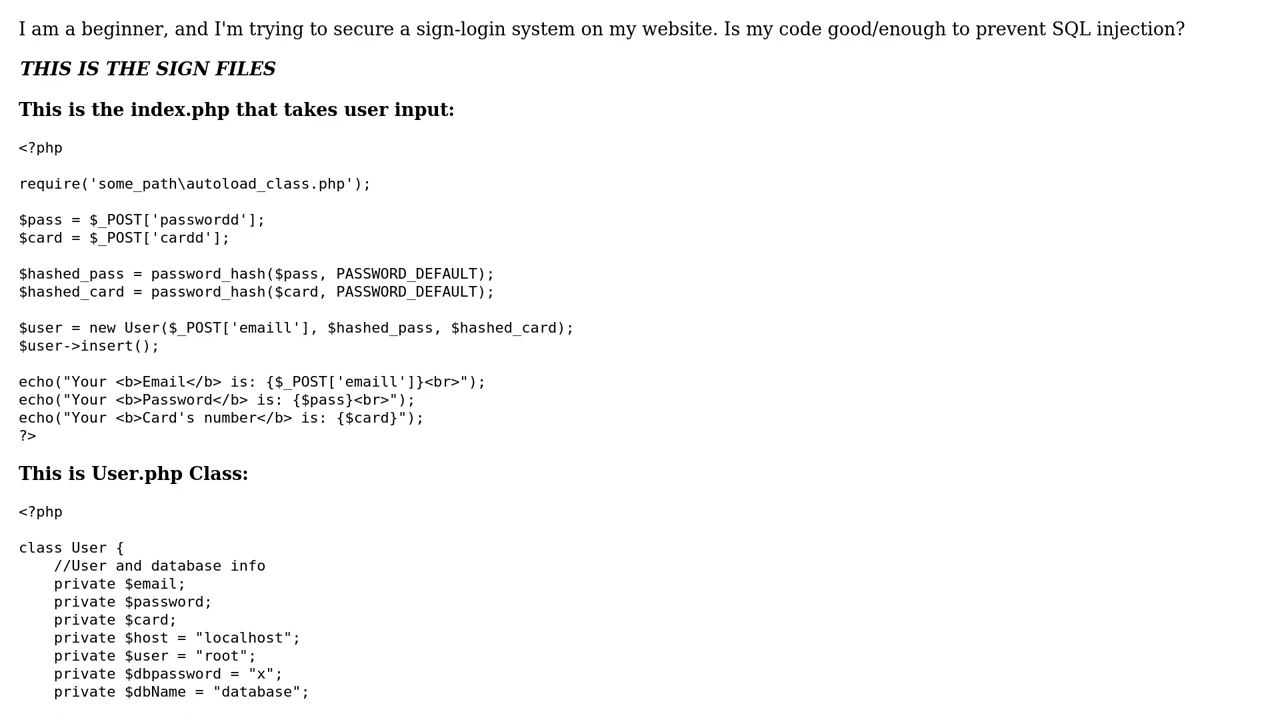 I am a beginner, and I'm trying to secure a sign-login system on my website. Is my code good/enough to prevent SQL injection?
THIS IS THE SIGN FILES
This is the index.php that takes user input:
<?php
require('some_path\autoload_class.php');
$pass = $_POST['passwordd'];
$card = $_POST['cardd'];
$hashed_pass = password_hash($pass, PASSWORD_DEFAULT);
$hashed_card = password_hash($card, PASSWORD_DEFAULT);
$user = new User($_POST['emaill'], $hashed_pass, $hashed_card);
$user->insert();
echo("Your <b>Email</b> is: {$_POST['emaill']}<br>");
echo("Your <b>Password</b> is: {$pass}<br>");
echo("Your <b>Card's number</b> is: {$card}");
?>
This is User.php Class:
<?php
class User {
    //User and database info
    private $email;
    private $password;
    private $card;
    private $host = "localhost";
    private $user = "root";
    private $dbpassword = "x";
    private $dbName = "database";